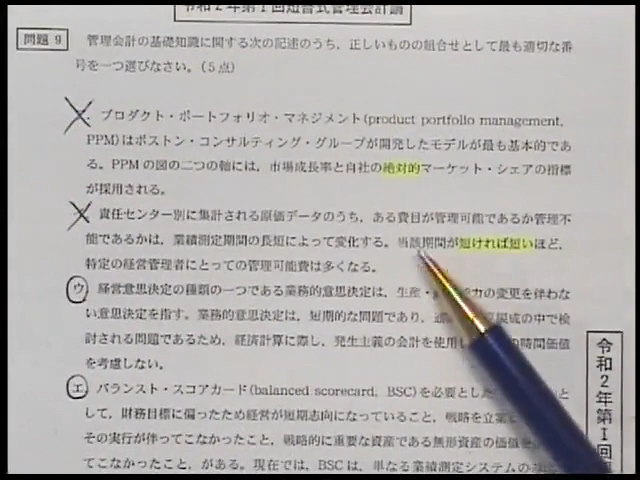 令和2年第Ⅰ回短答式管理会計論
問題9 管理会計の基礎知識に関する次の記述のうち，正しいものの組合せとして最も適切な番
号を一つ選びなさい。（5点）
プロダクト・ポートフォリオ・マネジメント(product portfolio management,
PPM)はボストン・コンサルティング・グループが開発したモデルが最も基本的であ
る。PPMの図の二つの軸には，市場成長率と自社の絶対的マーケット・シェアの指標
が採用される。
責任センター別に集計される原価データのうち，ある費目が管理可能であるか管理不
能であるかは，業績測定期間の長短によって変化する。当該期間が短ければ短いほど，
特定の経営管理者にとっての管理可能費は多くなる。
ウ 経営意思決定の種類の一つである業務的意思決定は，生産・ 力の変更を伴わな
い意思決定を指す。業務的意思決定は，短期的な問題であり， 成の中で検
討される問題であるため，経済計算に際し，発生主義の会計を使用し の時間価値
を考慮しない。
エ バランスト・スコアカード(balanced scorecard, BSC)を必要とした と
して，財務目標に偏ったため経営が短期志向になっていること，戦略を立案
その実行が伴ってこなかったこと，戦略的に重要な資産である無形資産の価値を
てこなかったこと，がある。現在では，BSCは，単なる業績測定システムの
令和2年第Ⅰ回